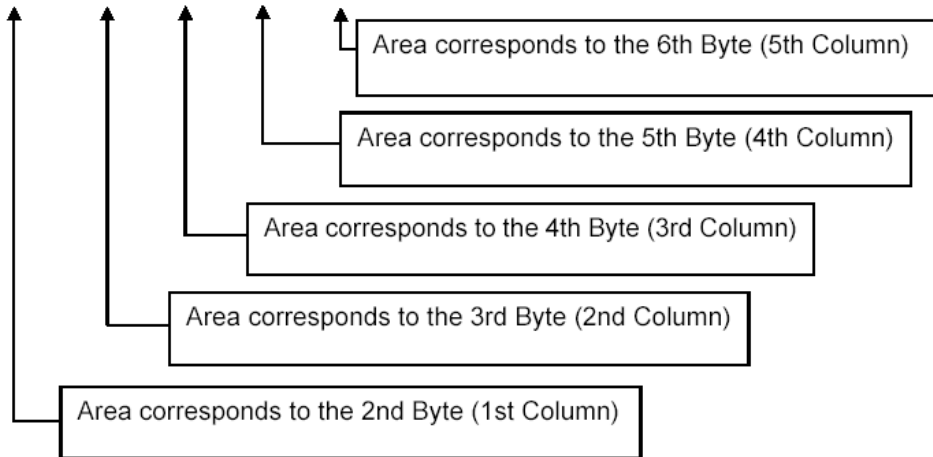 Area corresponds to the 6th Byte (5th Column)
Area corresponds to the 5th Byte (4th Column)
Area corresponds to the 4th Byte (3rd Column)
Area corresponds to the 3rd Byte (2nd Column)
Area corresponds to the 2nd Byte (1st Column)